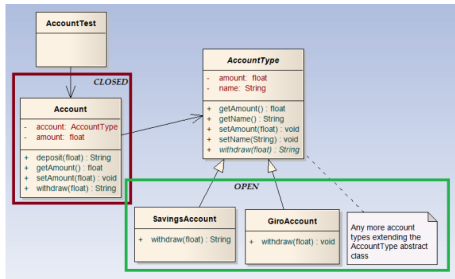 AccountTest
CLOSED
Account
- account: AccountType
- amount: float
+ deposit(float) : String
+ getAmount() : float
+ setAmount(float) : void
+ withdraw(float) : String
AccountType
- amount: float
- name: String
+ getAmount() : float
+ getName() : String
+ setAmount(float) : void
+ setName(String) : void
+ withdraw(float) : String
OPEN
SavingsAccount
+ withdraw(float) : String
GiroAccount
+ withdraw(float) : void
Any more account
types extending the
AccountType abstract
class